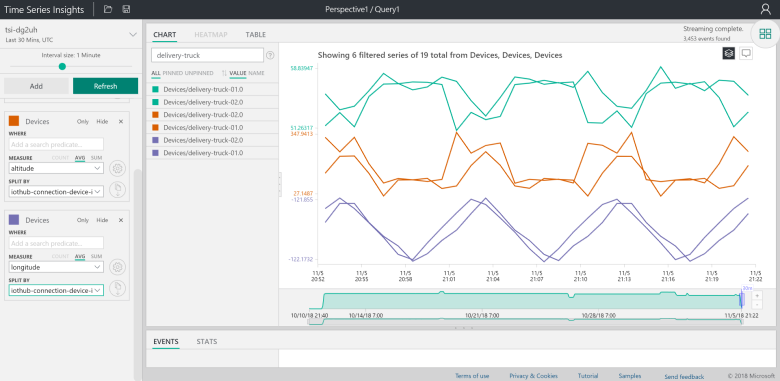 Time Series Insights
Perspective1 / Query1
tsi-dg2uh
Last 30 Mins, UTC
Interval size: 1 Minute
Add
Refresh
Devices
Only
Hide
WHERE
Add a search predicate...
MEASURE
COUNT
AVG
SUM
altitude
SPLIT BY
iothub-connection-device-i
Devices
Only
Hide
WHERE
Add a search predicate...
MEASURE
COUNT
AVG
SUM
longitude
SPLIT BY
iothub-connection-device-i
CHART
HEATMAP
TABLE
Streaming complete.
3,453 events found
delivery-truck
ALL PINNED UNPINNED
VALUE NAME
Devices/delivery-truck-01.0
Devices/delivery-truck-02.0
Devices/delivery-truck-02.0
Devices/delivery-truck-01.0
Devices/delivery-truck-02.0
Devices/delivery-truck-01.0
Showing 6 filtered series of 19 total from Devices, Devices, Devices
51.26317
347.9413
27.1487
-121.855
-122.1732
11/5 20:52
11/5 20:55
11/5 20:58
11/5 21:01
11/5 21:04
11/5 21:07
11/5 21:10
11/5 21:13
11/5 21:16
11/5 21:19
11/5 21:22
30m
10/10/18 21:40
10/14/18 7:00
10/21/18 7:00
10/28/18 7:00
11/5/18 21:22
EVENTS
STATS
Terms of use
Privacy & Cookies
Tutorial
Samples
Send feedback
© 2018 Microsoft